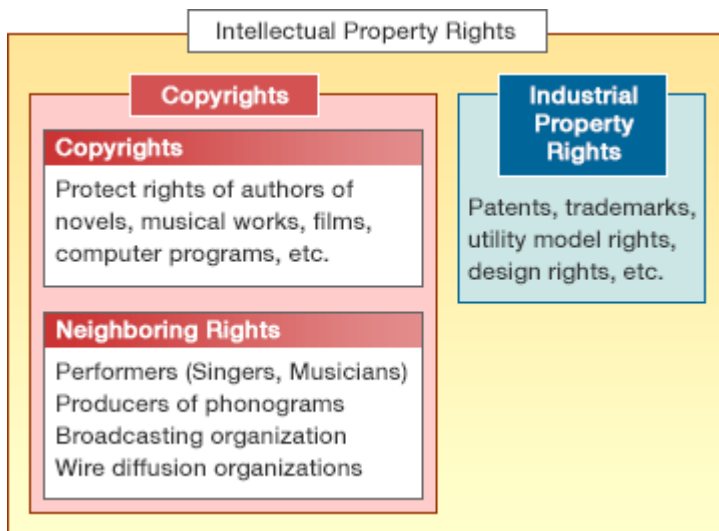 Intellectual Property Rights
Copyrights
Copyrights
Protect rights of authors of
novels, musical works, films,
computer programs, etc.
Neighboring Rights
Performers (Singers, Musicians)
Producers of phonograms
Broadcasting organization
Wire diffusion organizations
Industrial
Property
Rights
Patents, trademarks,
utility model rights,
design rights, etc.